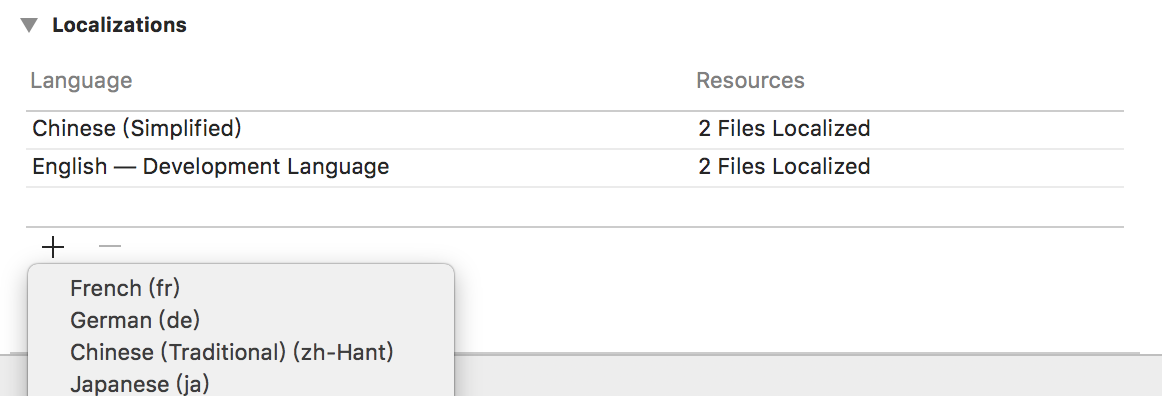 Localizations
Language Resources
Chinese (Simplified) 2 Files Localized
English — Development Language 2 Files Localized
French (fr)
German (de)
Chinese (Traditional) (zh-Hant)
Japanese (ja)